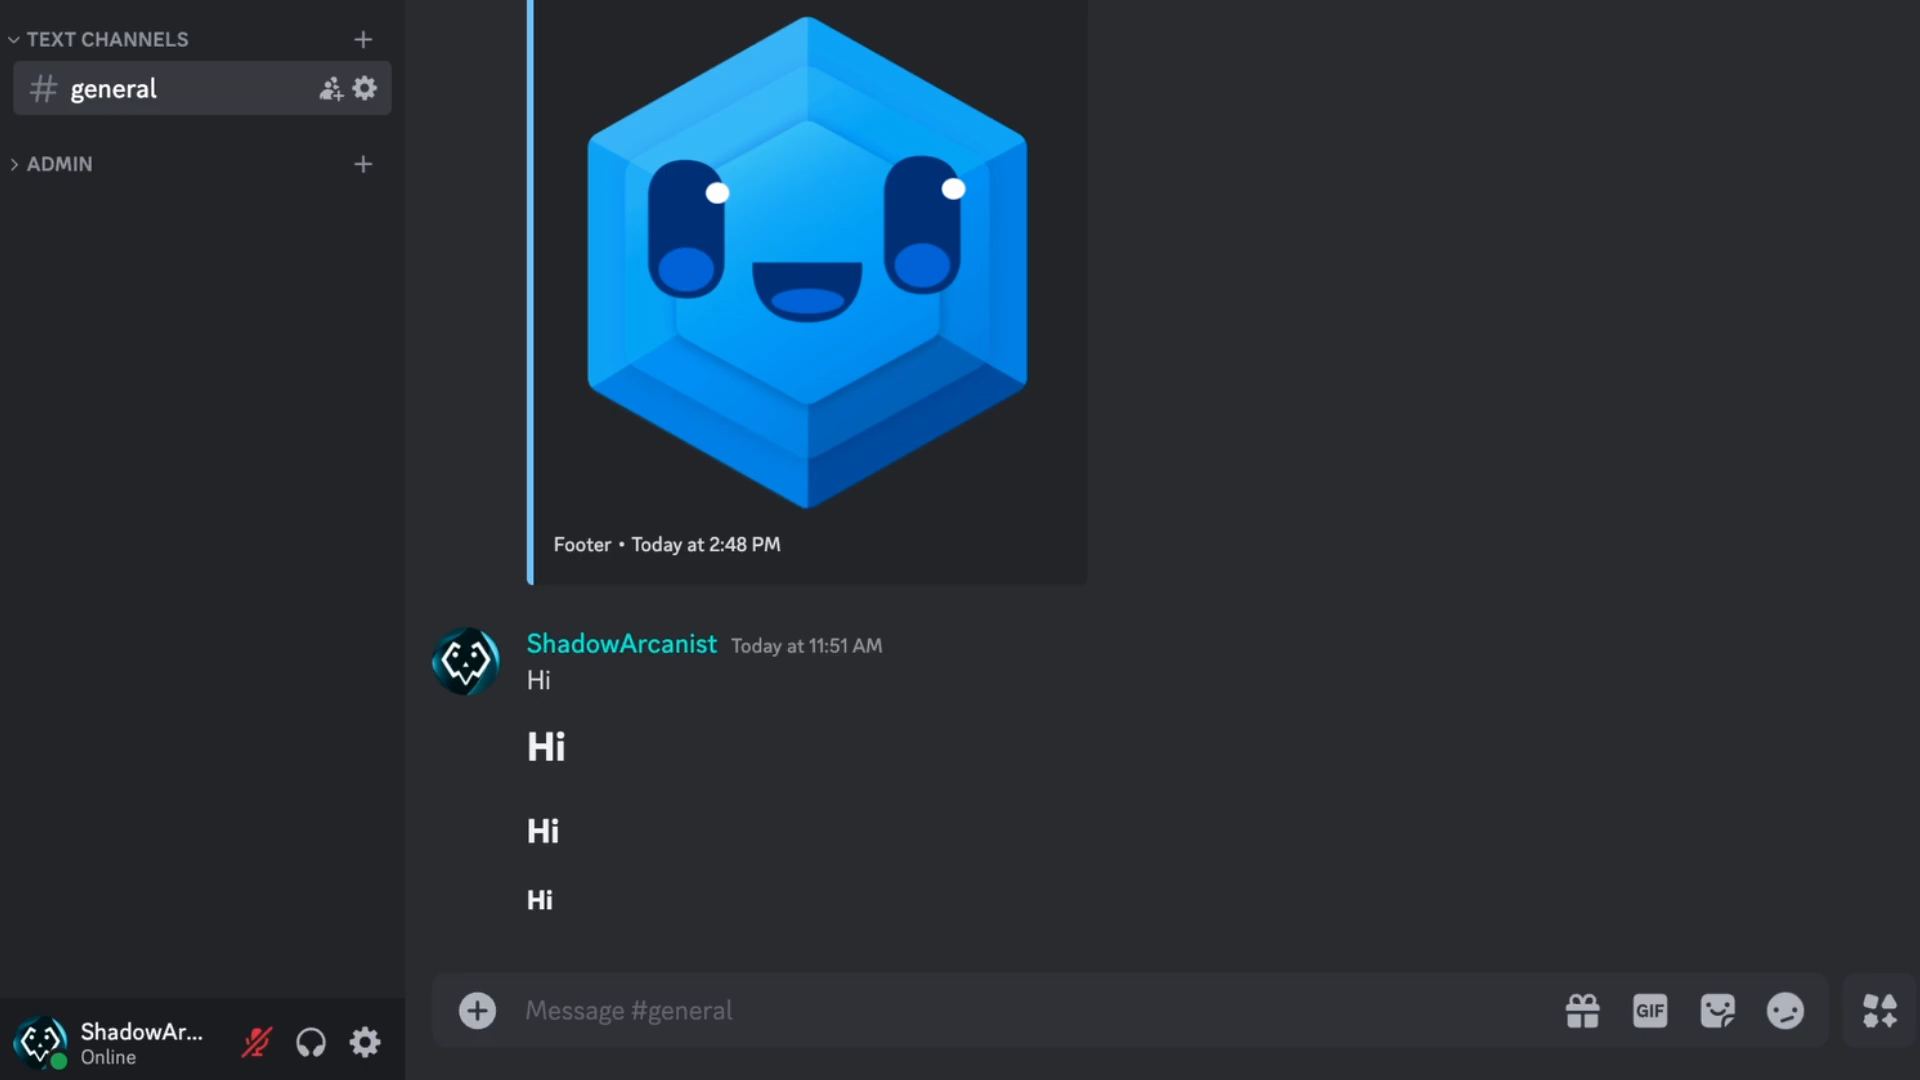 TEXT CHANNELS
general
ADMIN
Footer • Today at 2:48 PM
ShadowArcanist Today at 11:51 AM
Hi
Hi
Hi
Hi
Message #general
GIF
ShadowAr...
Online